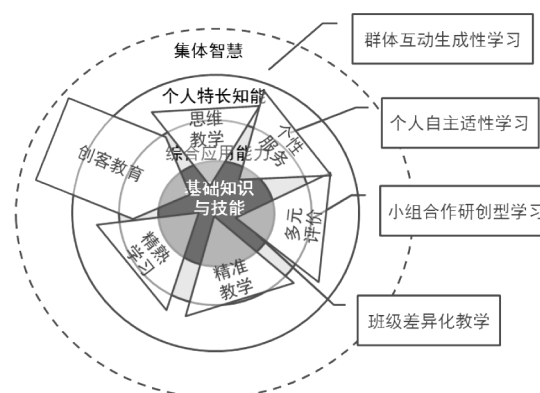 集体智慧
群体互动生成性学习
个人特长知能
思维
教学
个性
服务
个人自主适性学习
综合应用能力
创客教育
基础知识
与技能
小组合作研创型学习
多元
评价
精熟
学习
精准
教学
班级差异化教学